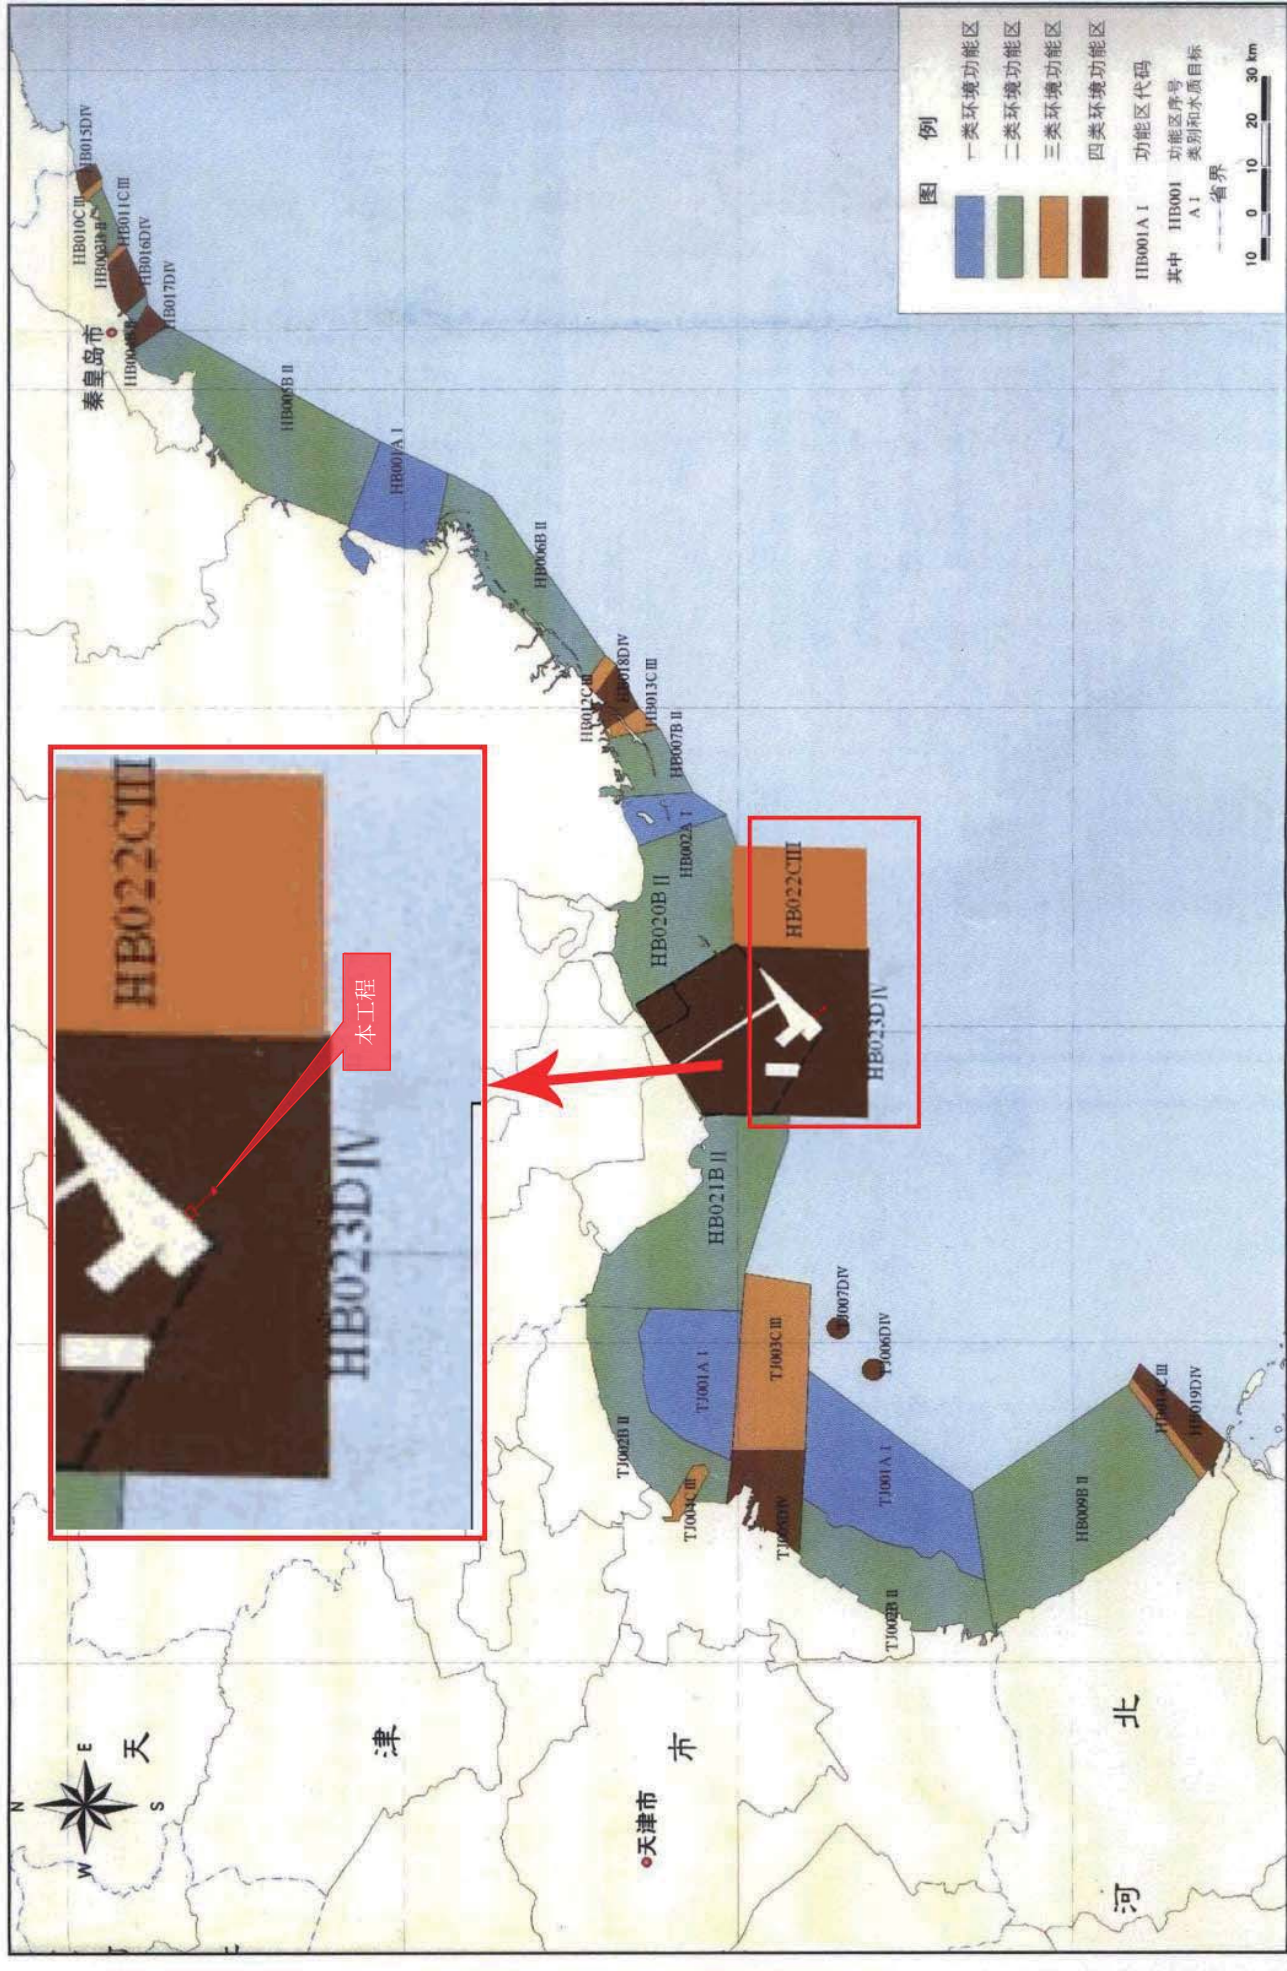 N
E
S
W
天
津
市
河
北
天津市
秦皇岛市
HB010CIII
HB015DIV
HB011CIII
HB016DIV
HB017DIV
HB005B II
HB001A I
HB006B II
HB012CIII
HB018DIV
HB013CIII
HB007B II
HB002A I
HB020B II
HB022CIII
HB023DIV
HB021B II
TJ001A I
TJ002B II
TJ003CIII
TJ004CIII
TJ007DIV
TJ006DIV
TJ001A I
TJ002B II
HB009B II
HB014CIII
HB019DIV
HB022CIII
本工程
HB023DIV
图 例
一类环境功能区
二类环境功能区
三类环境功能区
四类环境功能区
HB001A I 功能区代码
其中 HB001 功能区序号
A I 类别和水质目标
省界
10 0 10 20 30 km